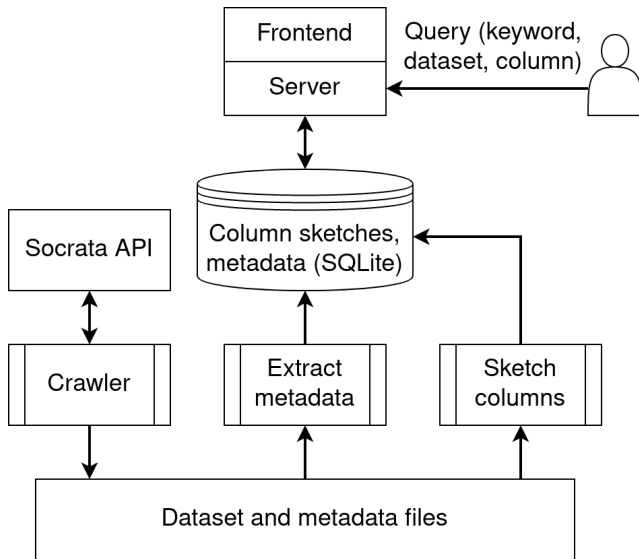 Frontend
Server
Query (keyword,
dataset, column)
Column sketches,
metadata (SQLite)
Socrata API
Crawler
Extract
metadata
Sketch
columns
Dataset and metadata files